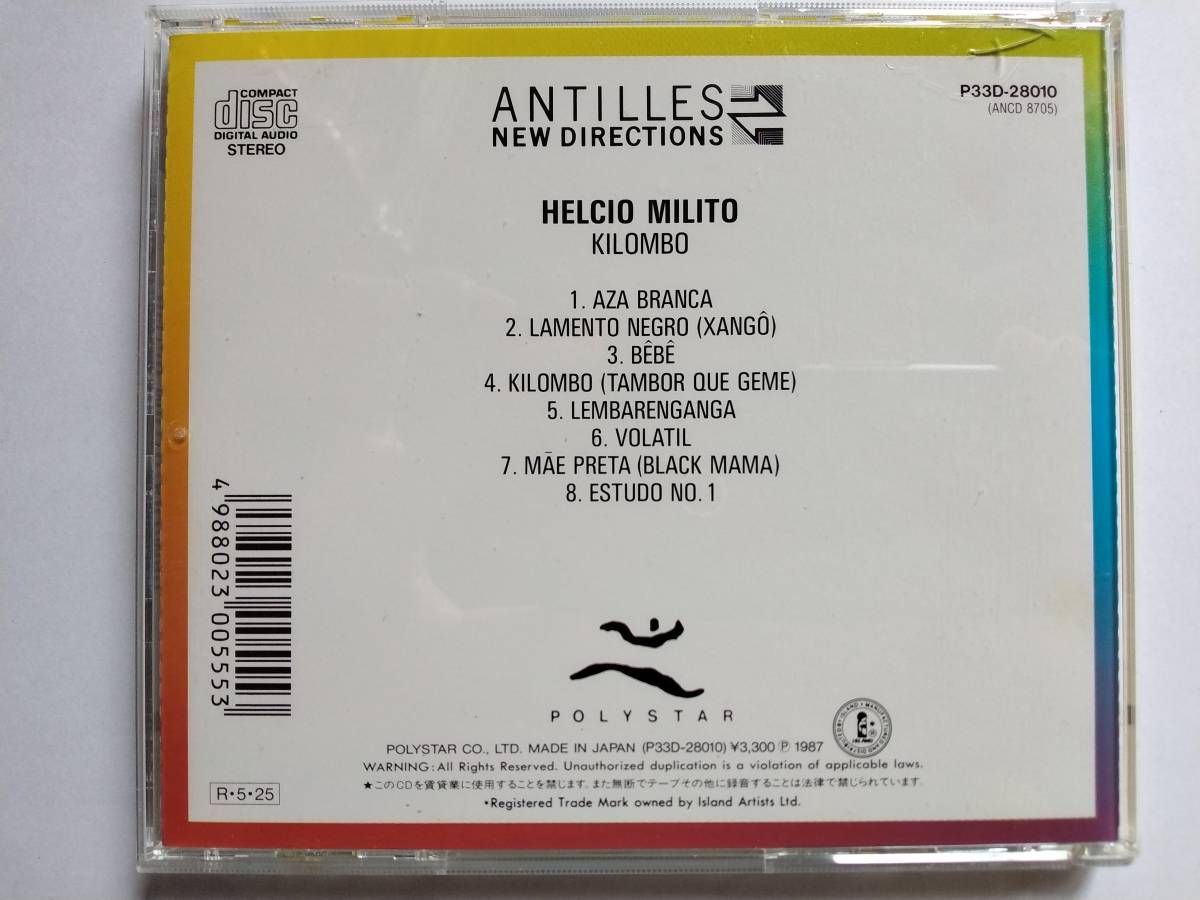 COMPACT
disc
DIGITAL AUDIO
STEREO
ANTILLES
NEW DIRECTIONS
P33D-28010
(ANCD 8705)
HELCIO MILITO
KILOMBO
1. AZA BRANCA
2. LAMENTO NEGRO (XANGÔ)
3. BÊBÊ
4. KILOMBO (TAMBOR QUE GEME)
5. LEMBARENGANGA
6. VOLATIL
7. MÃE PRETA (BLACK MAMA)
8. ESTUDO NO. 1
4 988023 005553
POLYSTAR
MANUFACTURED AND DISTRIBUTED BY ISLAND
ISLAND
POLYSTAR CO., LTD. MADE IN JAPAN (P33D-28010) ¥3,300 Ⓟ 1987
WARNING: All Rights Reserved. Unauthorized duplication is a violation of applicable laws.
★このCDを賃貸業に使用することを禁じます。また無断でテープその他に録音することは法律で禁じられています。
•Registered Trade Mark owned by Island Artists Ltd.
R•5•25